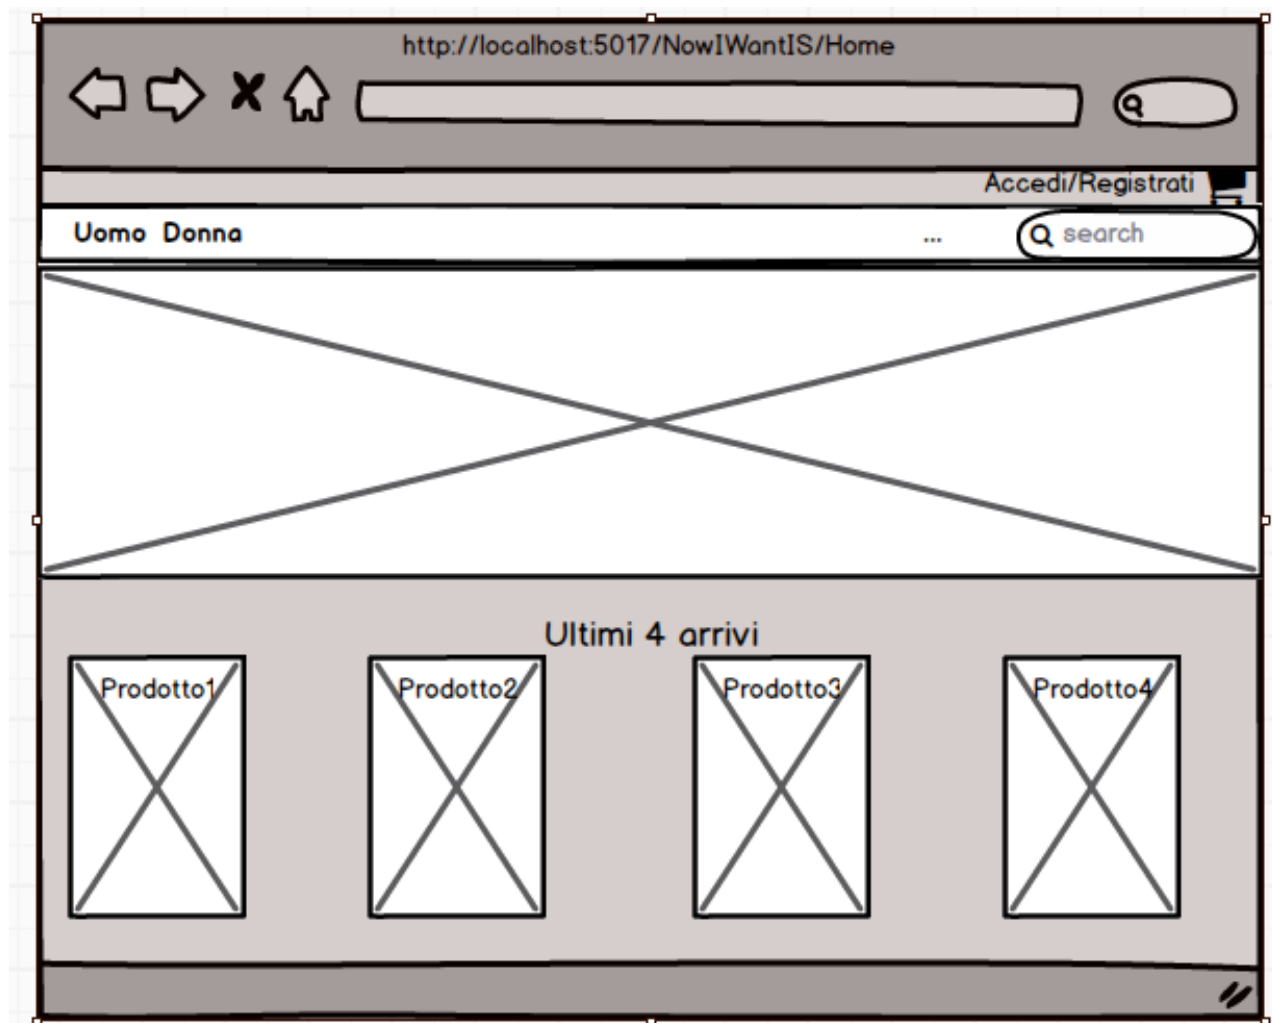 http://localhost:5017/NowIWantIS/Home
Accedi/Registrati
Uomo Donna ... search
Ultimi 4 arrivi
Prodotto1 Prodotto2 Prodotto3 Prodotto4